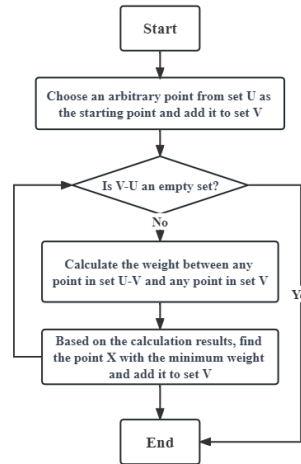 Start
Choose an arbitrary point from set U as
the starting point and add it to set V
Is V-U an empty set?
No
Calculate the weight between any
point in set U-V and any point in set V
Based on the calculation results, find
the point X with the minimum weight
and add it to set V
End